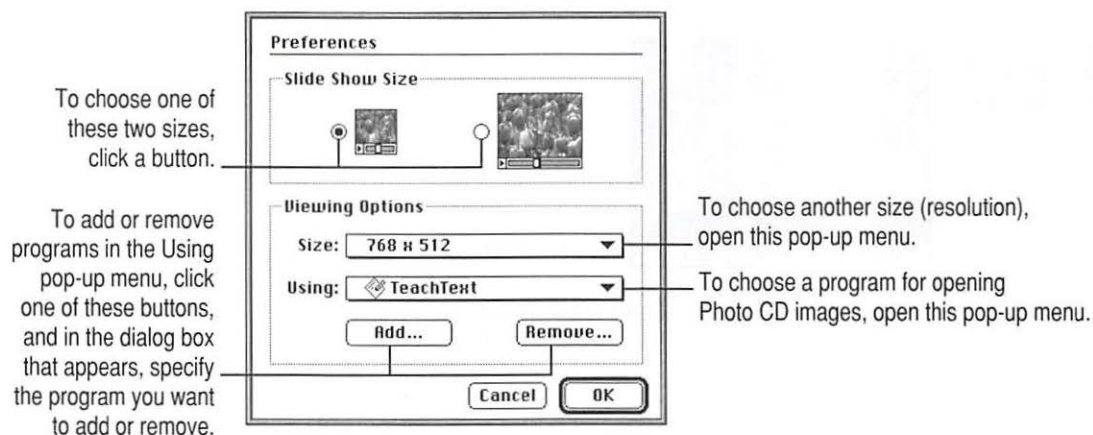 Preferences
Slide Show Size
To choose one of
these two sizes,
click a button.
Viewing Options
Size: 768 x 512
Using: TeachText
Add... Remove...
Cancel OK
To add or remove
programs in the Using
pop-up menu, click
one of these buttons,
and in the dialog box
that appears, specify
the program you want
to add or remove.
To choose another size (resolution),
open this pop-up menu.
To choose a program for opening
Photo CD images, open this pop-up menu.